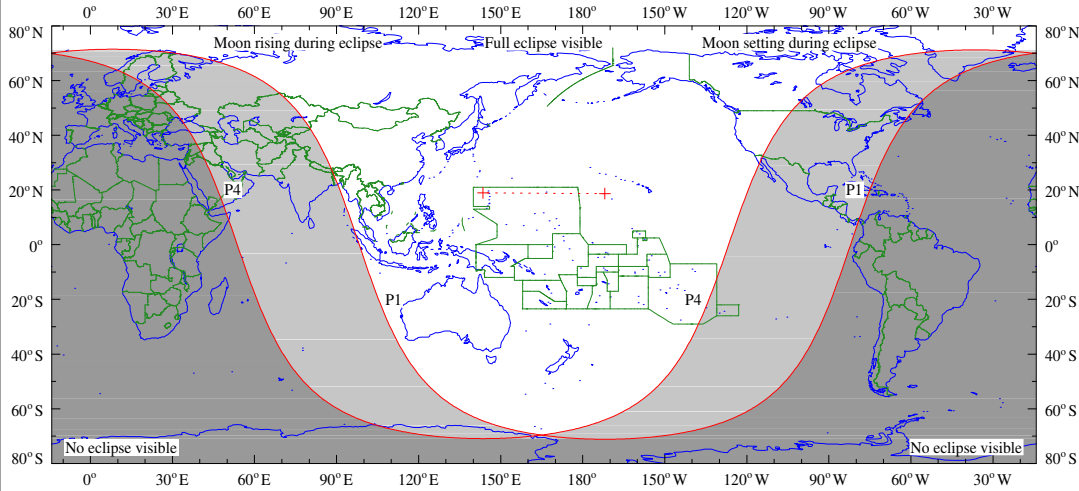 0° 30°E 60°E 90°E 120°E 150°E 180° 150°W 120°W 90°W 60°W 30°W
80°N 80°N
Moon rising during eclipse Full eclipse visible Moon setting during eclipse
60°N 60°N
40°N 40°N
20°N P4 P1 20°N
0° 0°
20°S P1 P4 20°S
40°S 40°S
60°S 60°S
No eclipse visible No eclipse visible
80°S 80°S
0° 30°E 60°E 90°E 120°E 150°E 180° 150°W 120°W 90°W 60°W 30°W